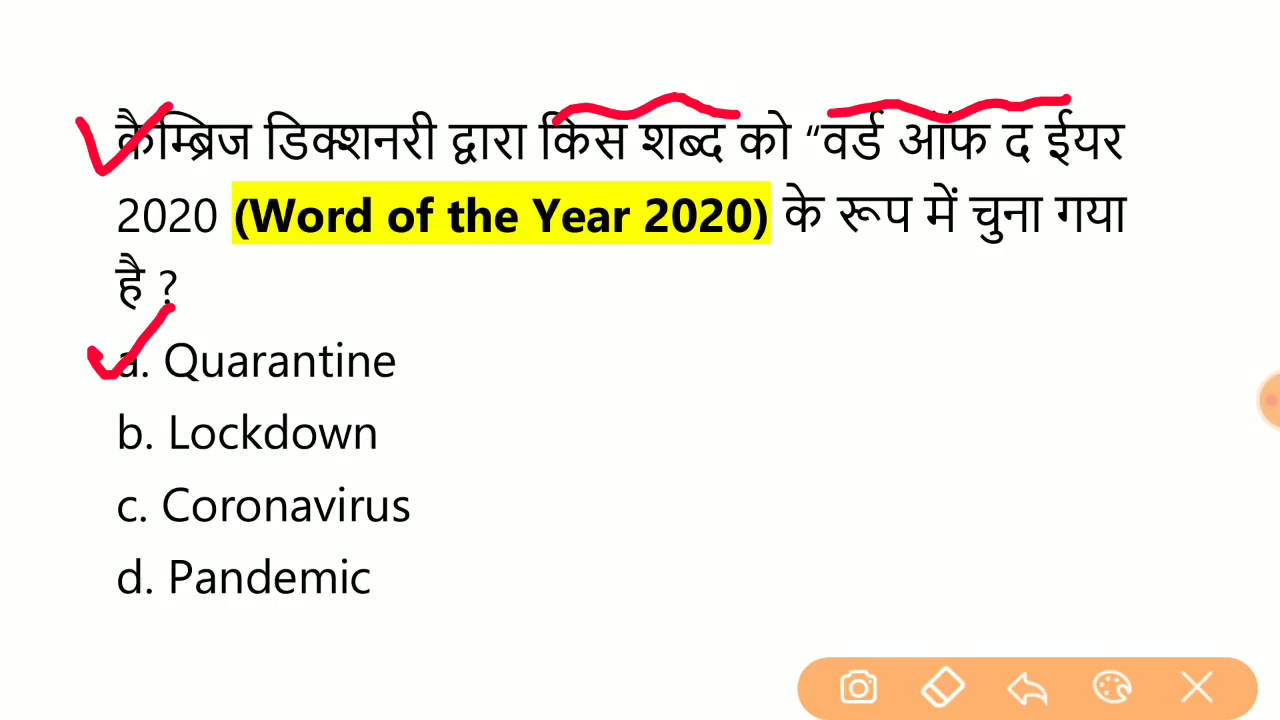 कैम्ब्रिज डिक्शनरी द्वारा किस शब्द को “वर्ड ऑफ द ईयर
2020 (Word of the Year 2020) के रूप में चुना गया
है ?
a. Quarantine
b. Lockdown
c. Coronavirus
d. Pandemic